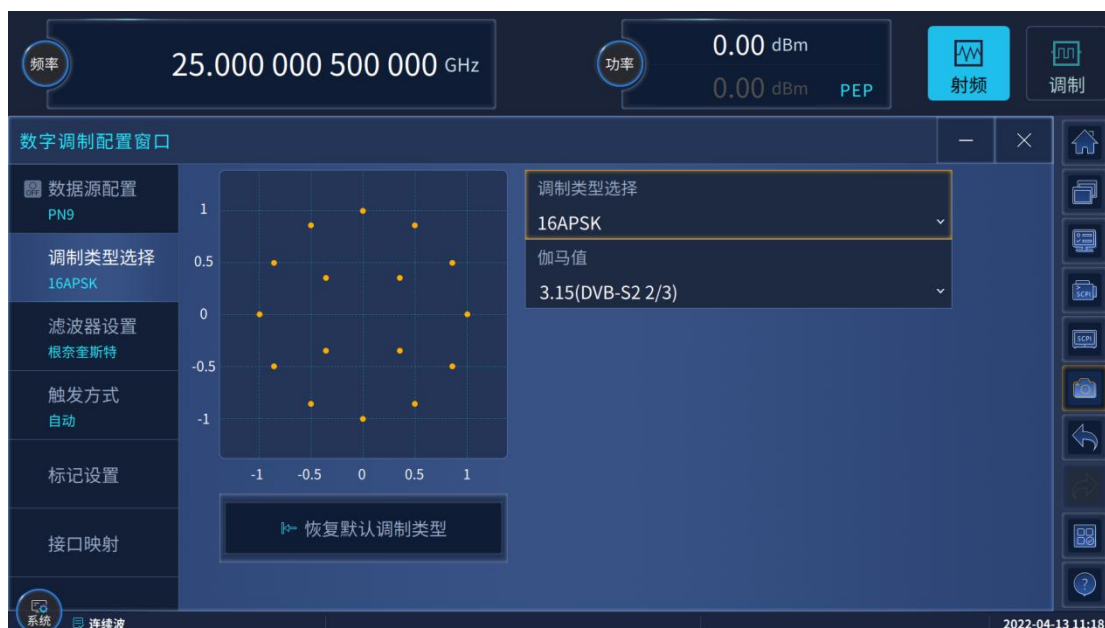 频率
25.000 000 500 000 GHz
功率
0.00 dBm
0.00 dBm PEP
射频
调制
数字调制配置窗口
OFF
数据源配置
PN9
调制类型选择
16APSK
滤波器设置
根奈奎斯特
触发方式
自动
标记设置
接口映射
1
0.5
0
-0.5
-1
-1 -0.5 0 0.5 1
恢复默认调制类型
调制类型选择
16APSK
伽马值
3.15(DVB-S2 2/3)
SCPI
SCPI
系统
连续波
2022-04-13 11:18